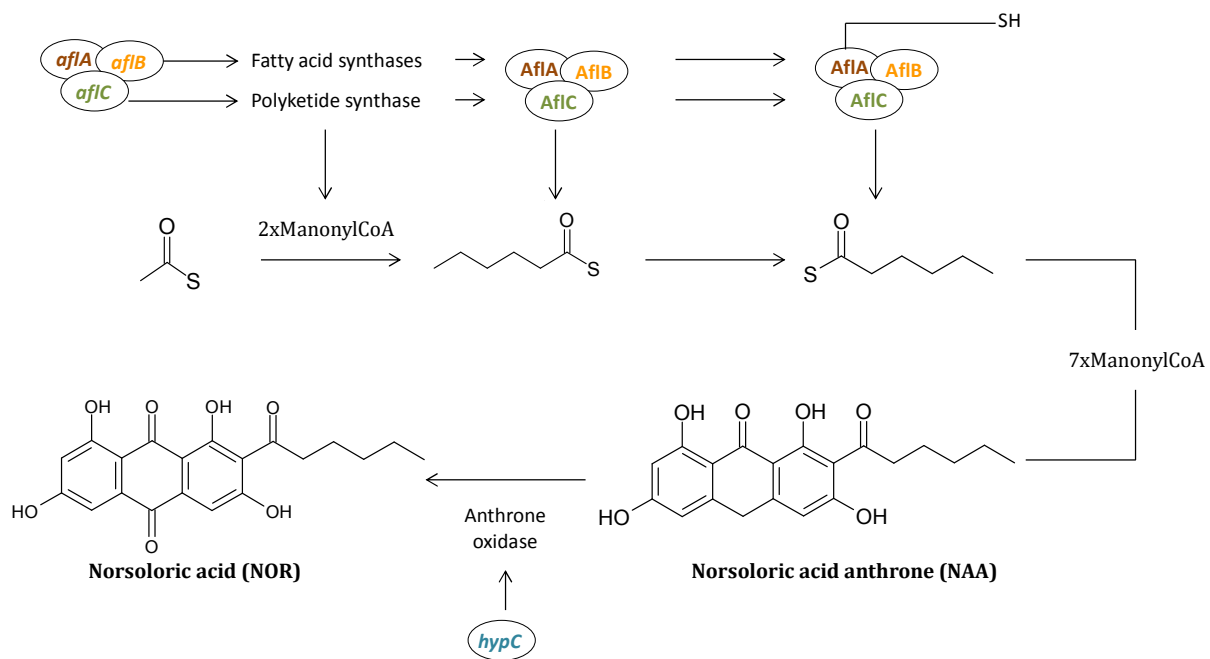 SH
aflA
aflB
aflC
Fatty acid synthases
Polyketide synthase
AflA
AflB
AflC
AflA
AflB
AflC
O
S
2xManonylCoA
O
S
O
S
7xManonylCoA
OH
O
OH
O
HO
O
OH
Norsoloric acid (NOR)
Anthrone
oxidase
hypC
OH
O
OH
O
HO
OH
Norsoloric acid anthrone (NAA)